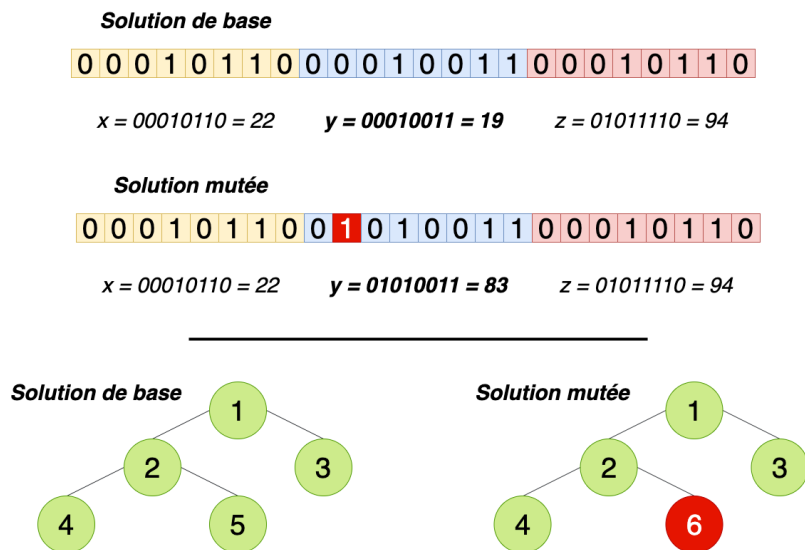 Solution de base
0 0 0 1 0 1 1 0 0 0 0 1 0 0 1 1 0 0 0 1 0 1 1 0
x = 00010110 = 22 y = 00010011 = 19 z = 01011110 = 94
Solution mutée
0 0 0 1 0 1 1 0 0 1 0 1 0 0 1 1 0 0 0 1 0 1 1 0
x = 00010110 = 22 y = 01010011 = 83 z = 01011110 = 94
Solution de base
1
2 3
4 5
Solution mutée
1
2 3
4 6